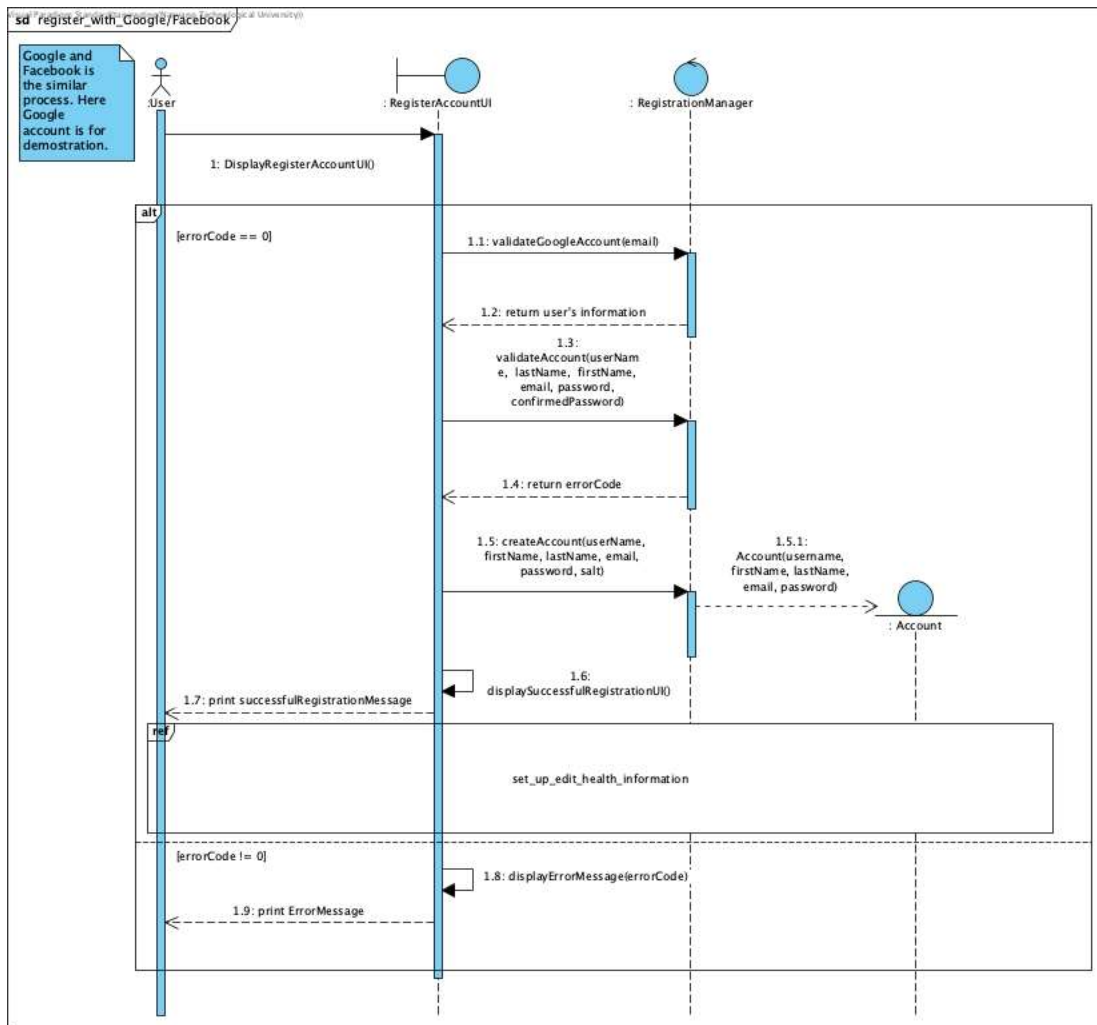 sd register_with_Google/Facebook
Google and
Facebook is
the similar
process. Here
Google
account is for
demostration.
:User
: RegisterAccountUI
: RegistrationManager
1: DisplayRegisterAccountUI()
alt
[errorCode == 0]
1.1: validateGoogleAccount(email)
1.2: return user's information
1.3:
validateAccount(userNam
e, lastName, firstName,
email, password,
confirmedPassword)
1.4: return errorCode
1.5: createAccount(userName,
firstName, lastName, email,
password, salt)
1.5.1:
Account(username,
firstName, lastName,
email, password)
: Account
1.6:
displaySuccessfulRegistrationUI()
1.7: print successfulRegistrationMessage
ref
set_up_edit_health_information
[errorCode != 0]
1.8: displayErrorMessage(errorCode)
1.9: print ErrorMessage